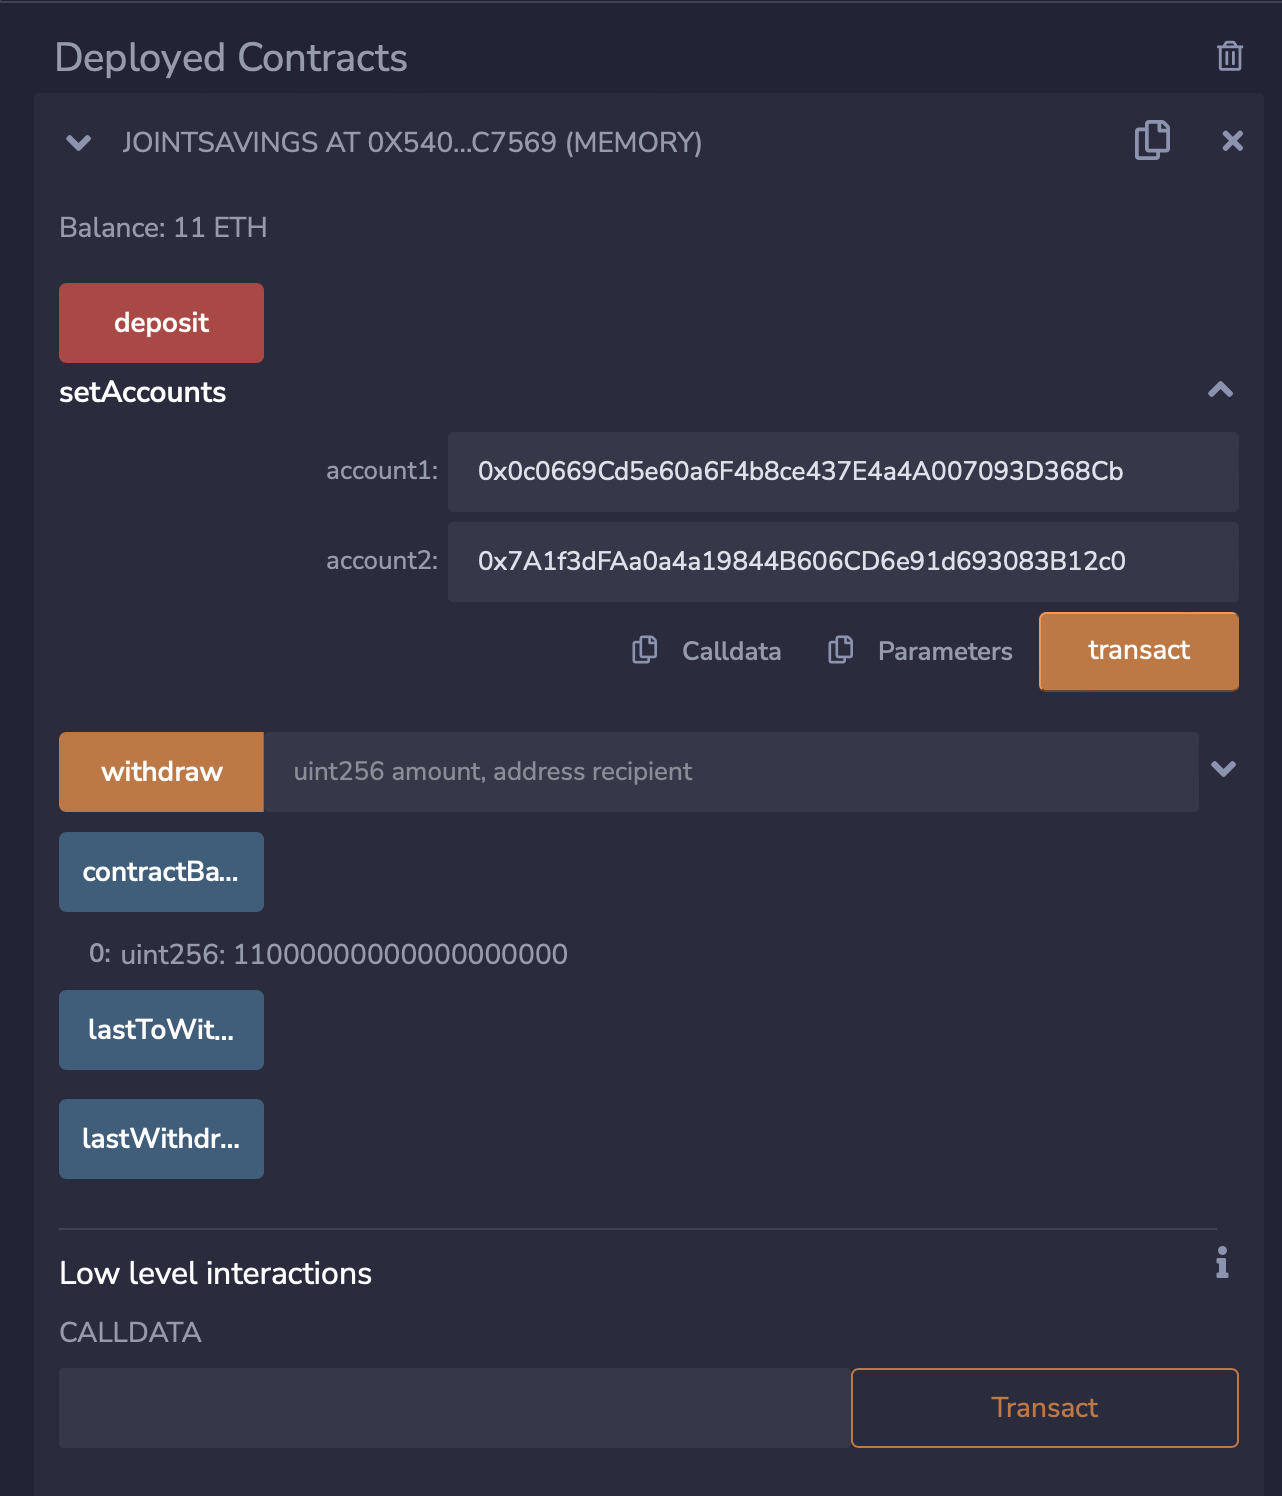 Deployed Contracts
JOINTSAVINGS AT 0X540...C7569 (MEMORY)
Balance: 11 ETH
deposit
setAccounts
account1: 0x0c0669Cd5e60a6F4b8ce437E4a4A007093D368Cb
account2: 0x7A1f3dFAa0a4a19844B606CD6e91d693083B12c0
Calldata Parameters transact
withdraw uint256 amount, address recipient
contractBa...
0: uint256: 11000000000000000000
lastToWit...
lastWithdr...
Low level interactions
CALLDATA
Transact